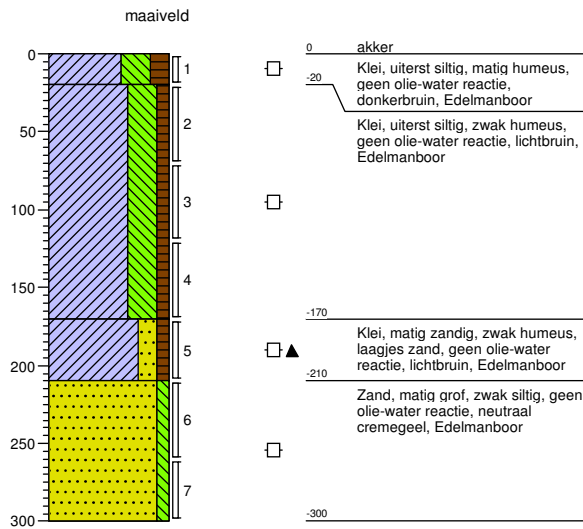 maaiveld
0
50
100
150
200
250
300
1
2
3
4
5
6
7
0
akker
Klei, uiterst siltig, matig humeus,
geen olie-water reactie,
donkerbruin, Edelmanboor
-20
Klei, uiterst siltig, zwak humeus,
geen olie-water reactie, lichtbruin,
Edelmanboor
-170
Klei, matig zandig, zwak humeus,
laagjes zand, geen olie-water
reactie, lichtbruin, Edelmanboor
-210
Zand, matig grof, zwak siltig, geen
olie-water reactie, neutraal
cremegeel, Edelmanboor
-300